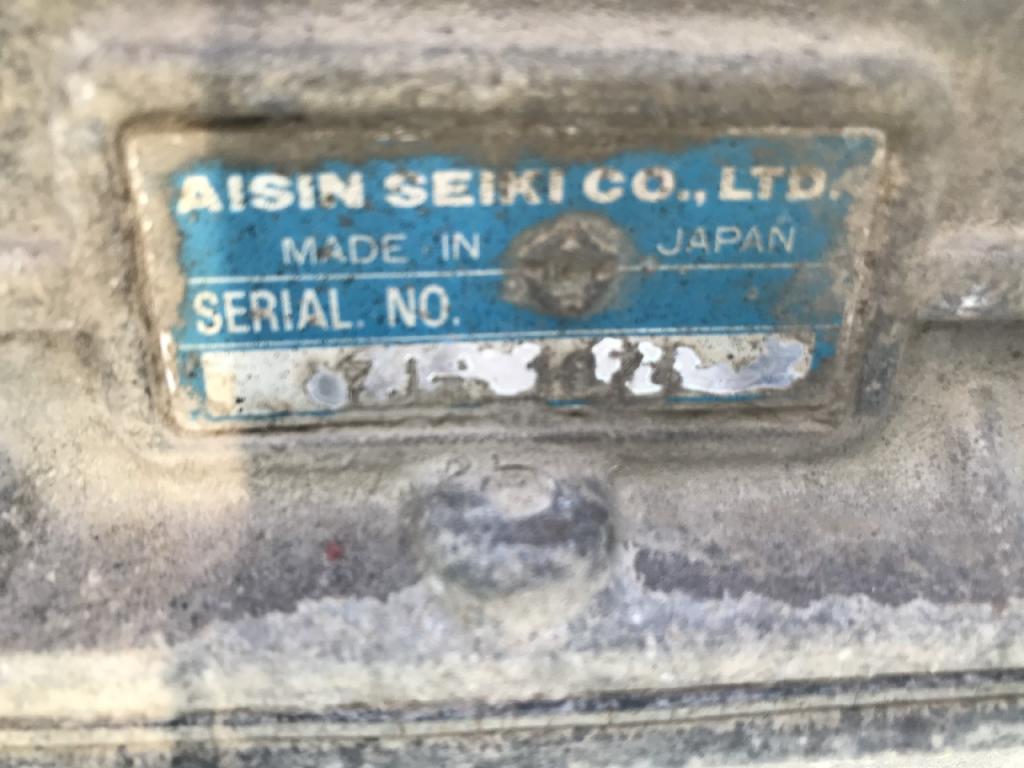 AISIN SEIKI CO., LTD.
MADE IN JAPAN
SERIAL. NO.